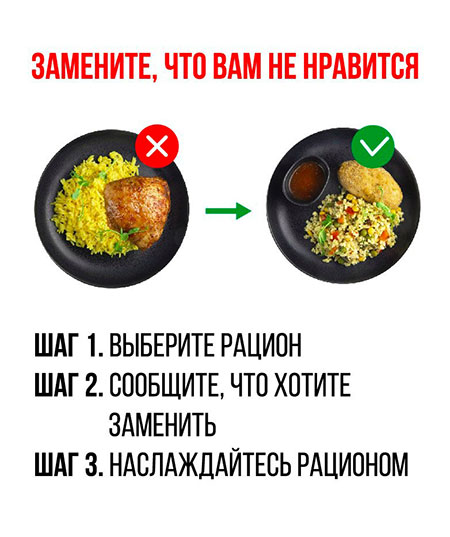 ЗАМЕНИТЕ, ЧТО ВАМ НЕ НРАВИТСЯ
ШАГ 1. ВЫБЕРИТЕ РАЦИОН
ШАГ 2. СООБЩИТЕ, ЧТО ХОТИТЕ
ЗАМЕНИТЬ
ШАГ 3. НАСЛАЖДАЙТЕСЬ РАЦИОНОМ